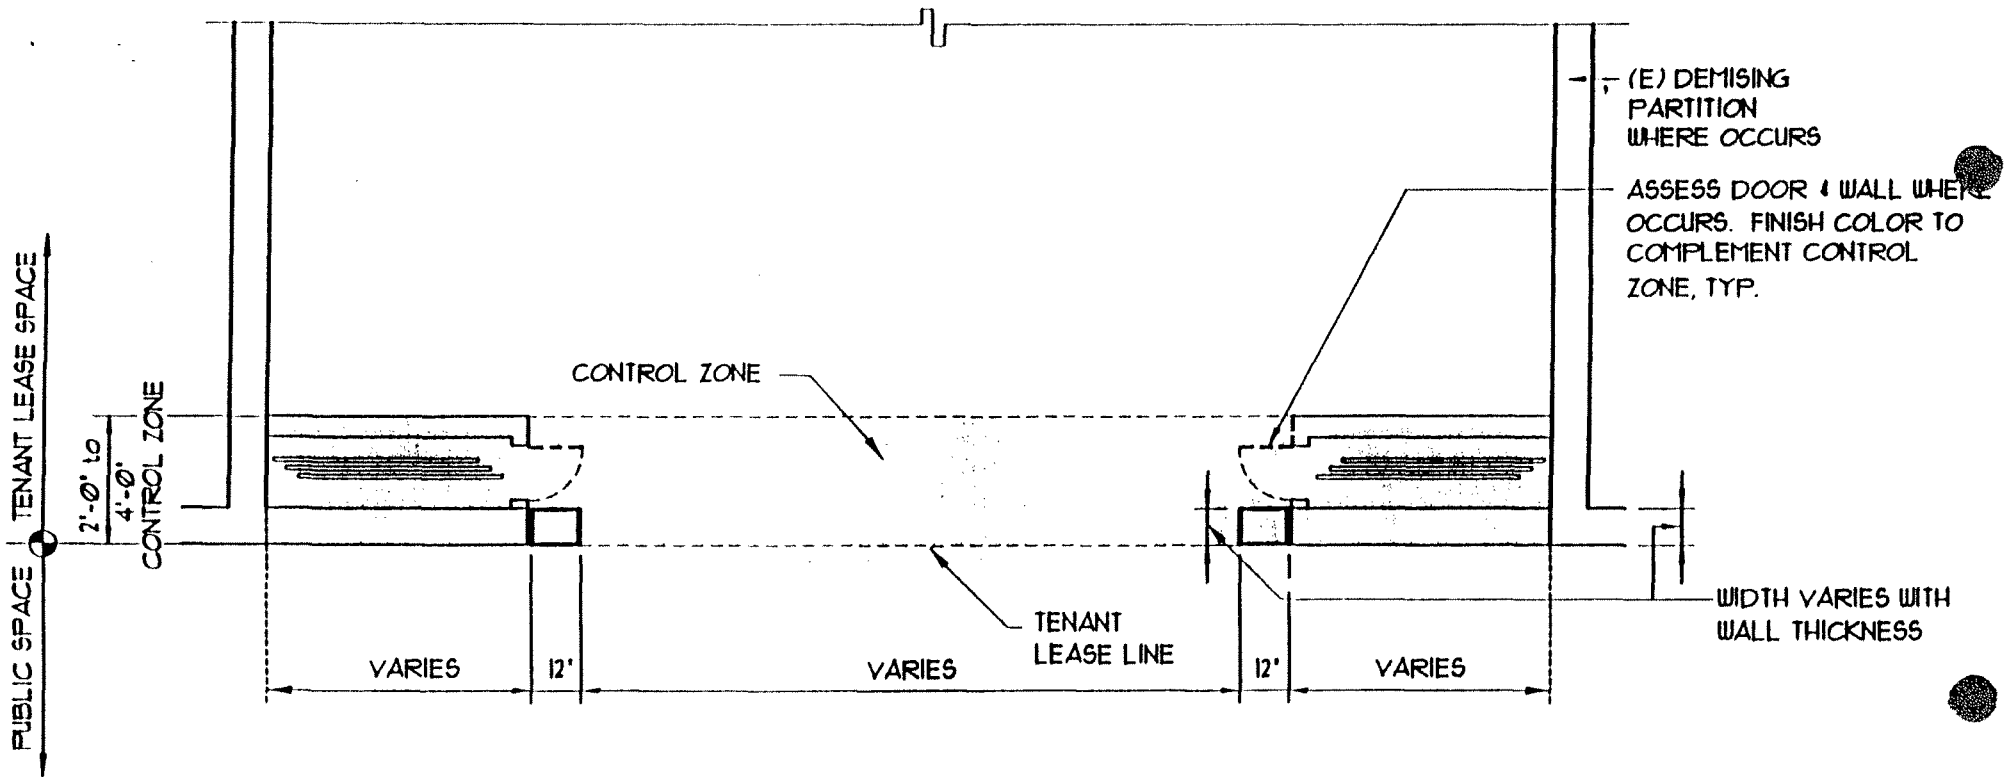 (E) DEMISING
PARTITION
WHERE OCCURS
ASSESS DOOR & WALL WHERE
OCCURS. FINISH COLOR TO
COMPLEMENT CONTROL
ZONE, TYP.
TENANT LEASE SPACE
PUBLIC SPACE
2'-0" to
4'-0"
CONTROL ZONE
CONTROL ZONE
TENANT
LEASE LINE
WIDTH VARIES WITH
WALL THICKNESS
VARIES
12"
VARIES
12"
VARIES